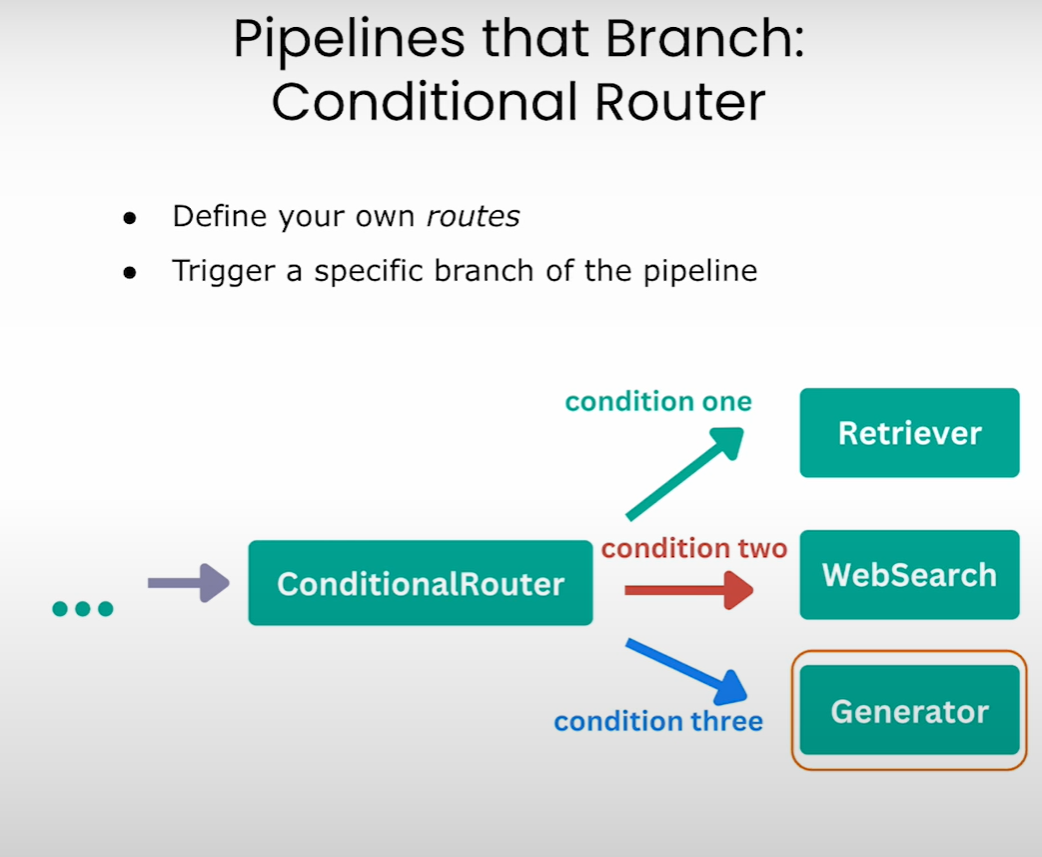 Pipelines that Branch:
Conditional Router
● Define your own routes
● Trigger a specific branch of the pipeline
condition one
Retriever
condition two
WebSearch
ConditionalRouter
condition three
Generator